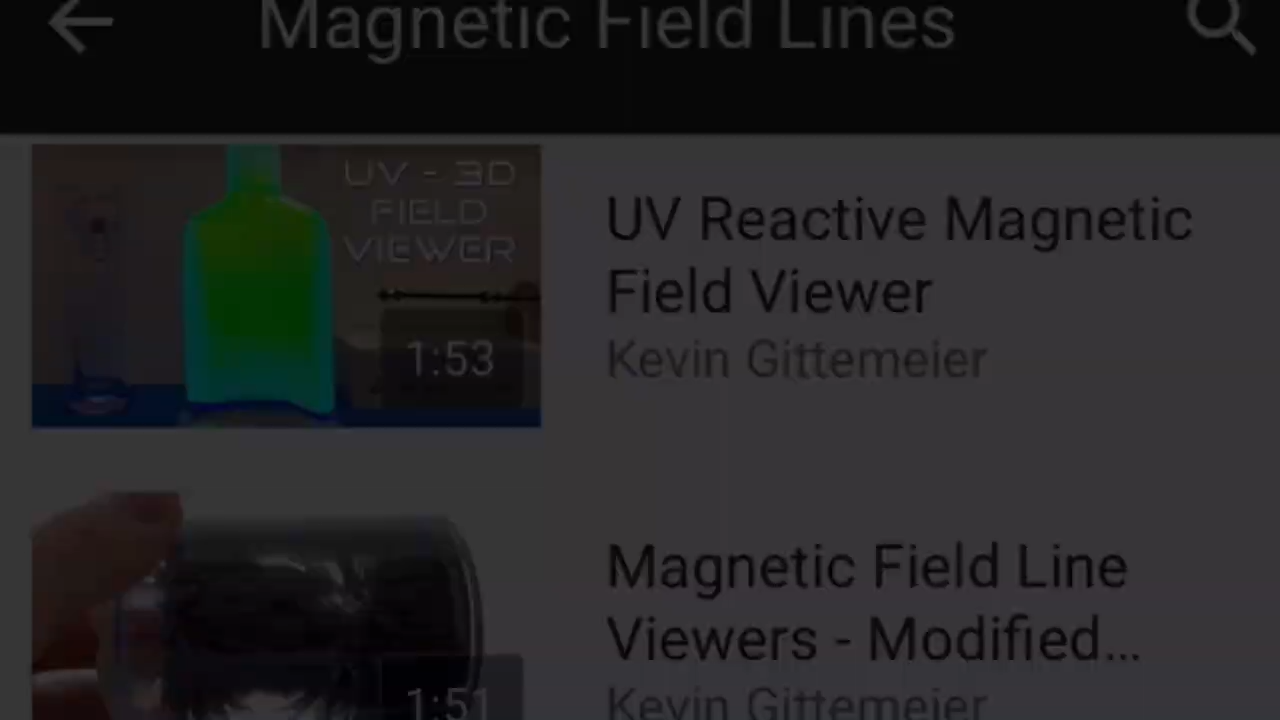 Magnetic Field Lines
UV - 3D
FIELD
VIEWER
1:53
UV Reactive Magnetic
Field Viewer
Kevin Gittemeier
1:51
Magnetic Field Line
Viewers - Modified...
Kevin Gittemeier